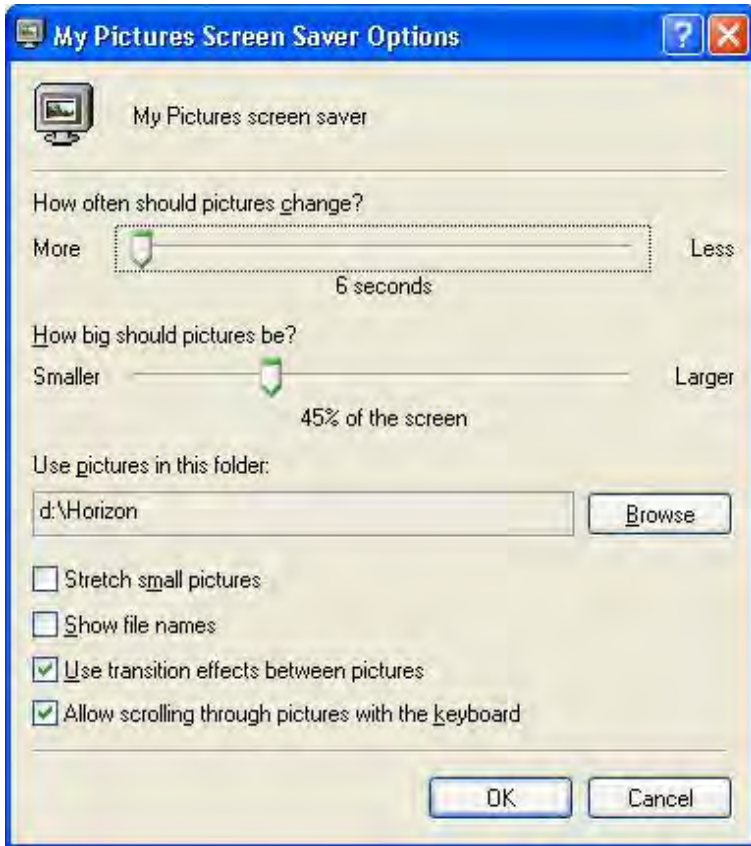 My Pictures Screen Saver Options
My Pictures screen saver
How often should pictures change?
More Less
6 seconds
How big should pictures be?
Smaller Larger
45% of the screen
Use pictures in this folder:
d:\Horizon Browse
Stretch small pictures
Show file names
Use transition effects between pictures
Allow scrolling through pictures with the keyboard
OK Cancel